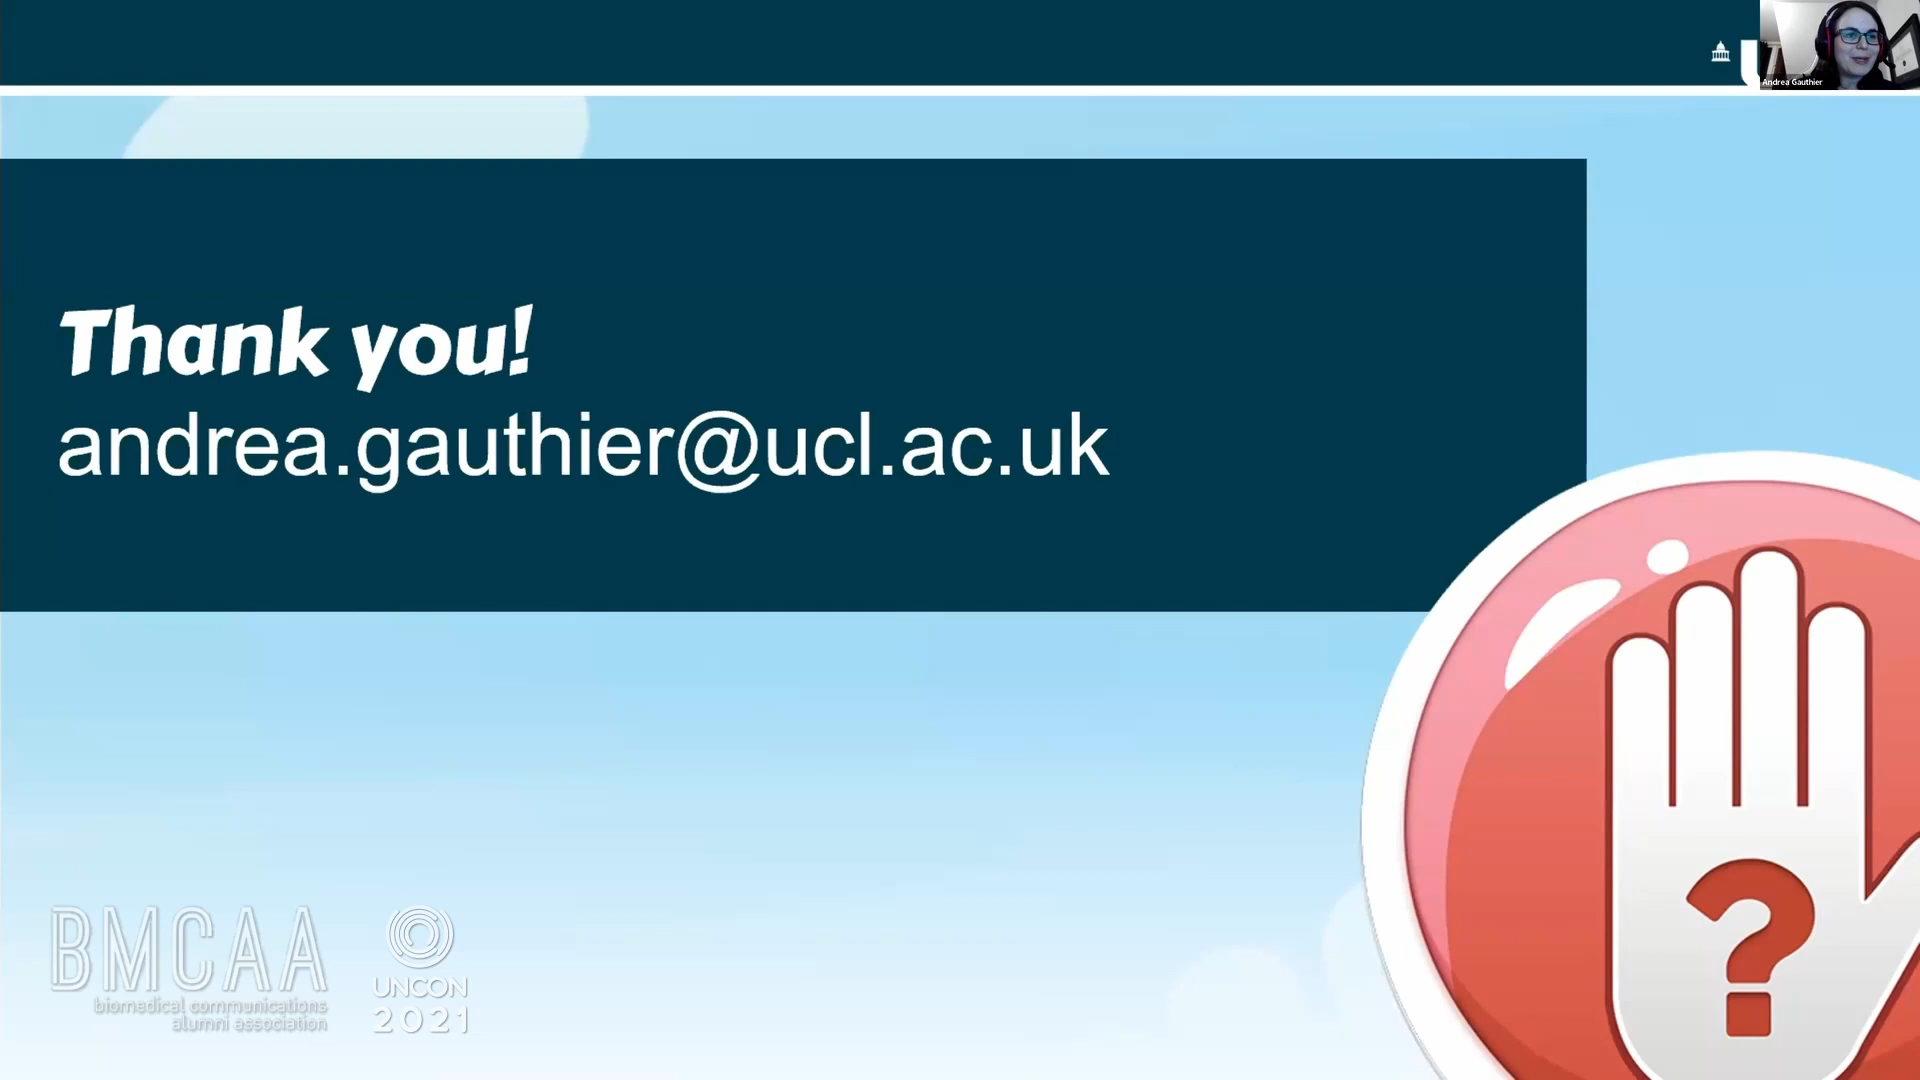 Andrea Gauthier
Thank you!
andrea.gauthier@ucl.ac.uk
?
BMCAA
biomedical communications
alumni association
UNCON
2021